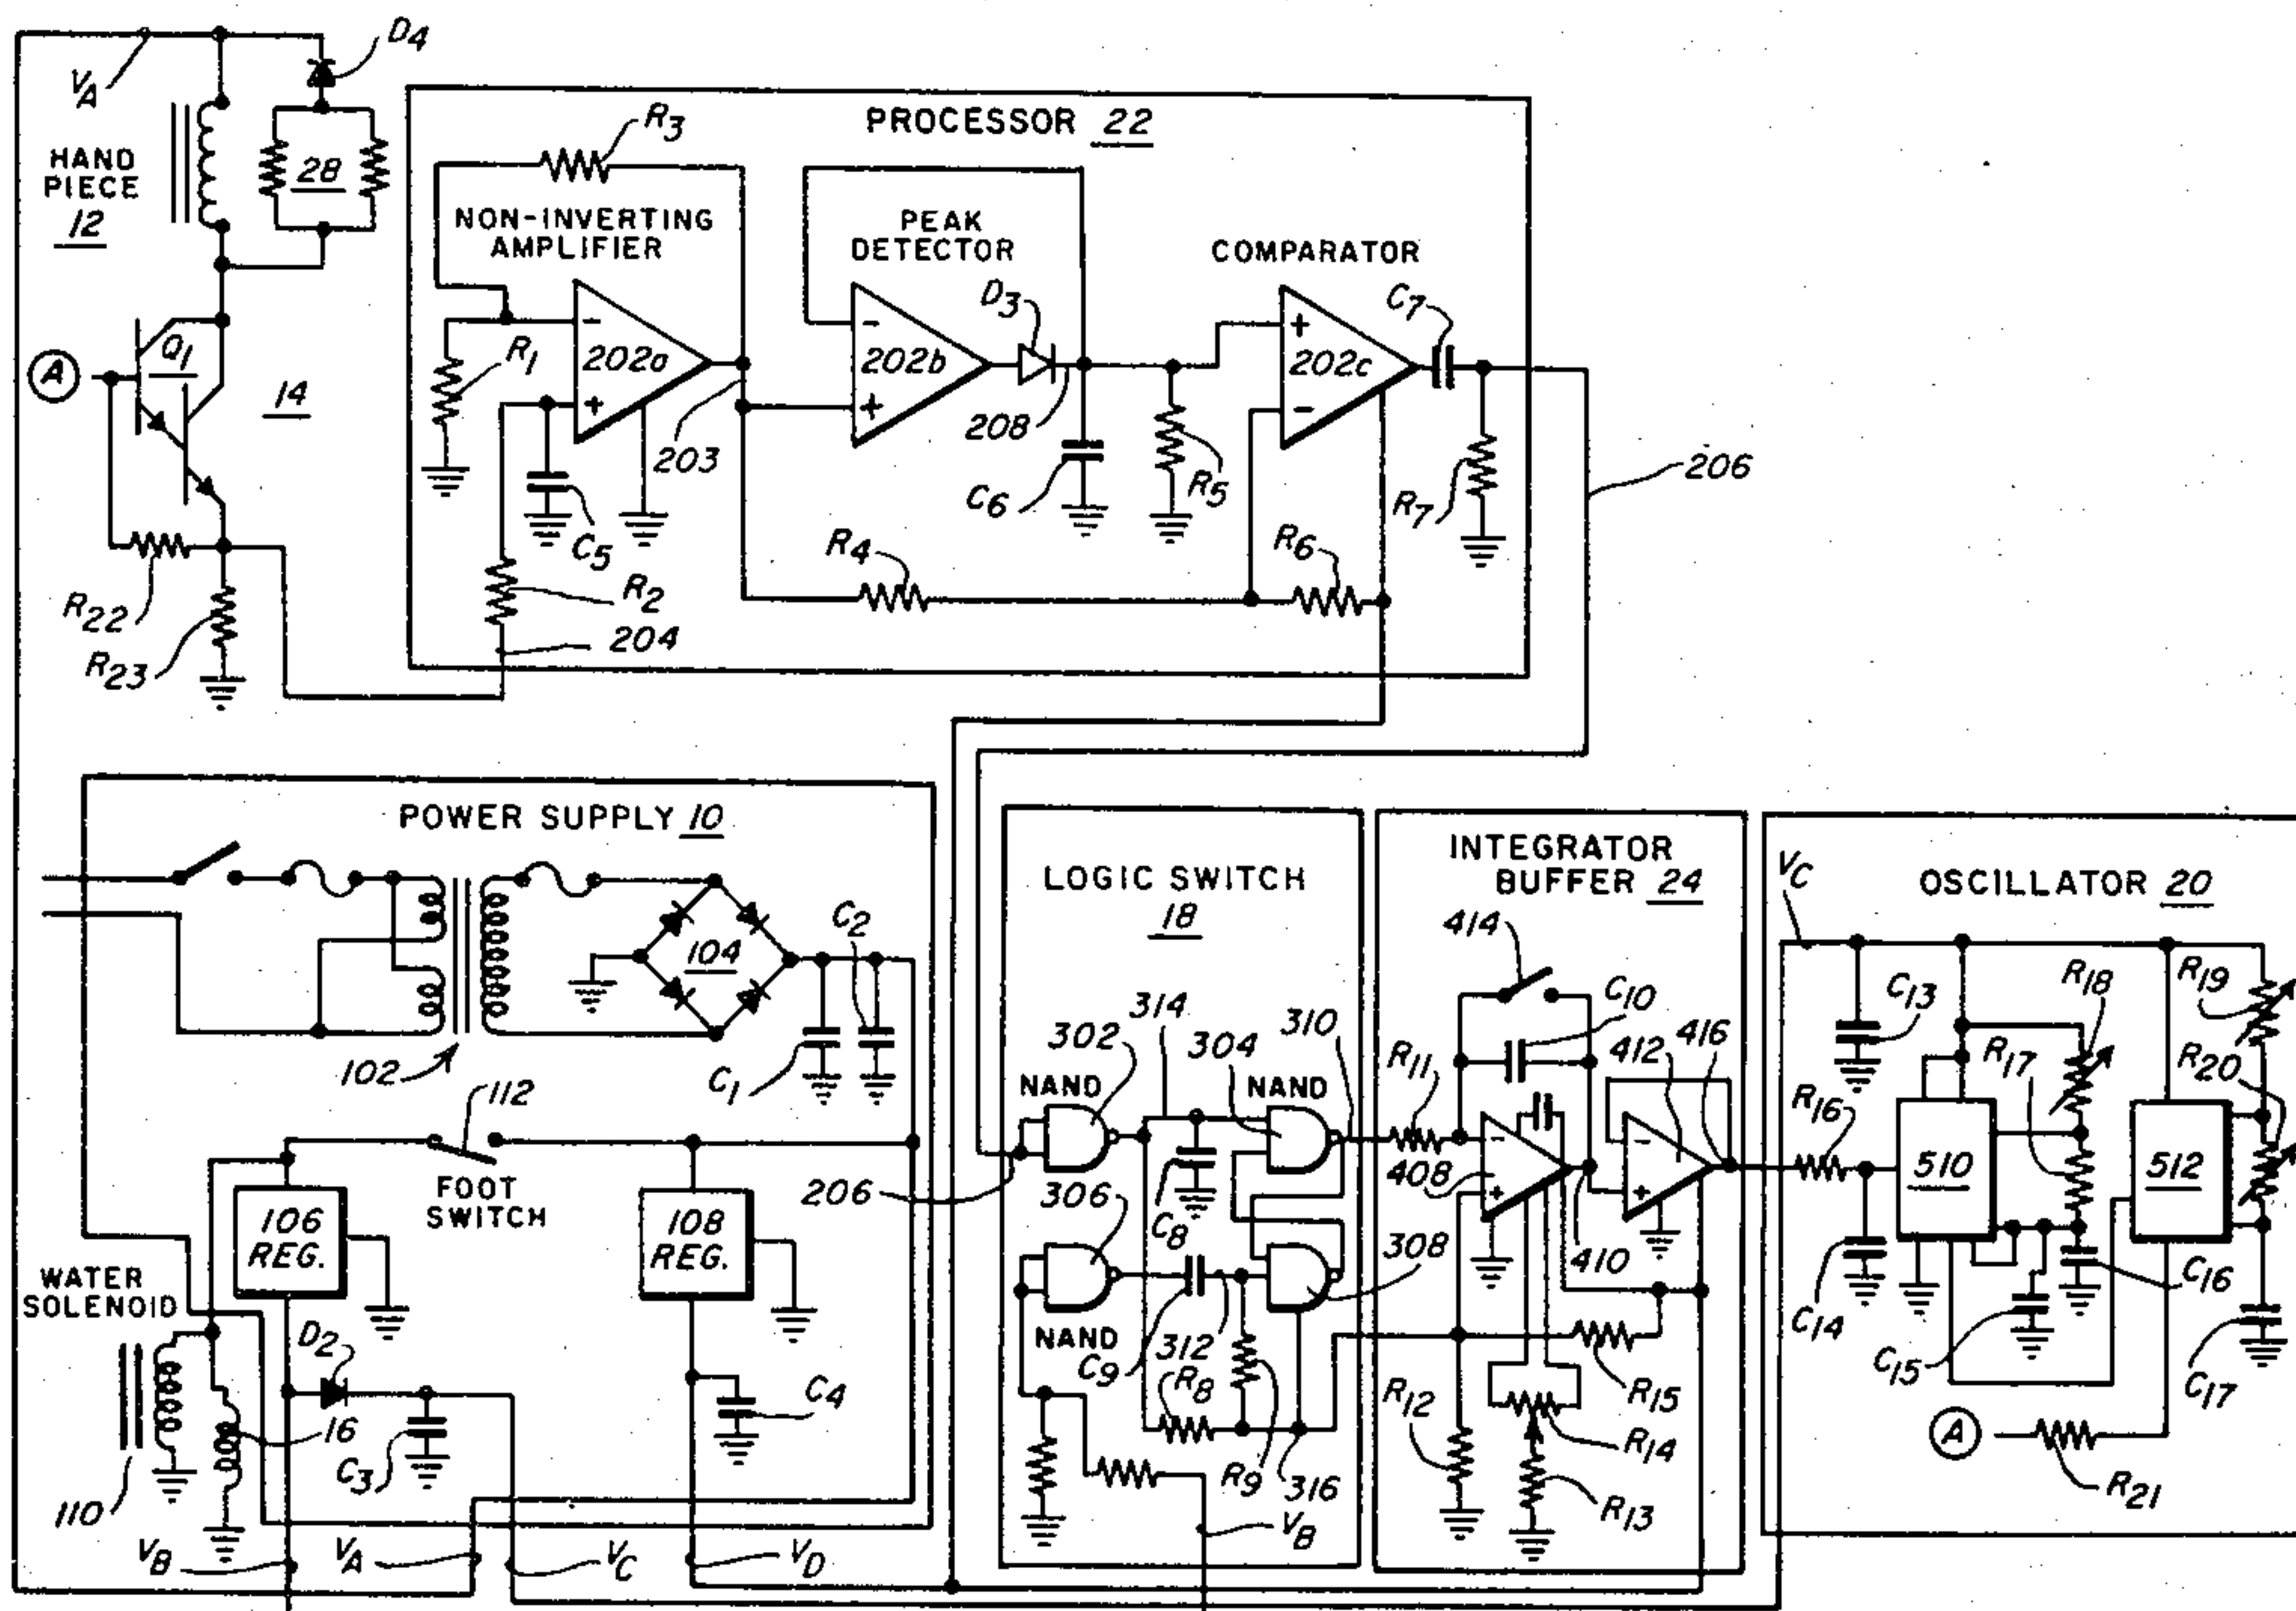 D4
VA
HAND
PIECE
12
28
Q1
A
14
R22
R23
PROCESSOR 22
R3
NON-INVERTING
AMPLIFIER
R1
202a
-
+
203
C5
R2
204
PEAK
DETECTOR
-
202b
+
D3
208
C6
R5
COMPARATOR
+
202c
-
C7
R7
R4
R6
206
POWER SUPPLY 10
104
C2
C1
102
112
FOOT
SWITCH
106
REG.
108
REG.
WATER
SOLENOID
D2
16
C3
C4
110
VB
VA
VC
VD
LOGIC SWITCH
18
314
302
304
310
NAND
NAND
206
306
C8
308
NAND
C9
312
R8
R9
316
VB
INTEGRATOR
BUFFER 24
414
C10
R11
412
416
-
408
+
-
+
410
R12
R15
R14
R13
VC
OSCILLATOR 20
C13
R18
R19
R17
R20
R16
510
512
C14
C16
C15
C17
A
R21